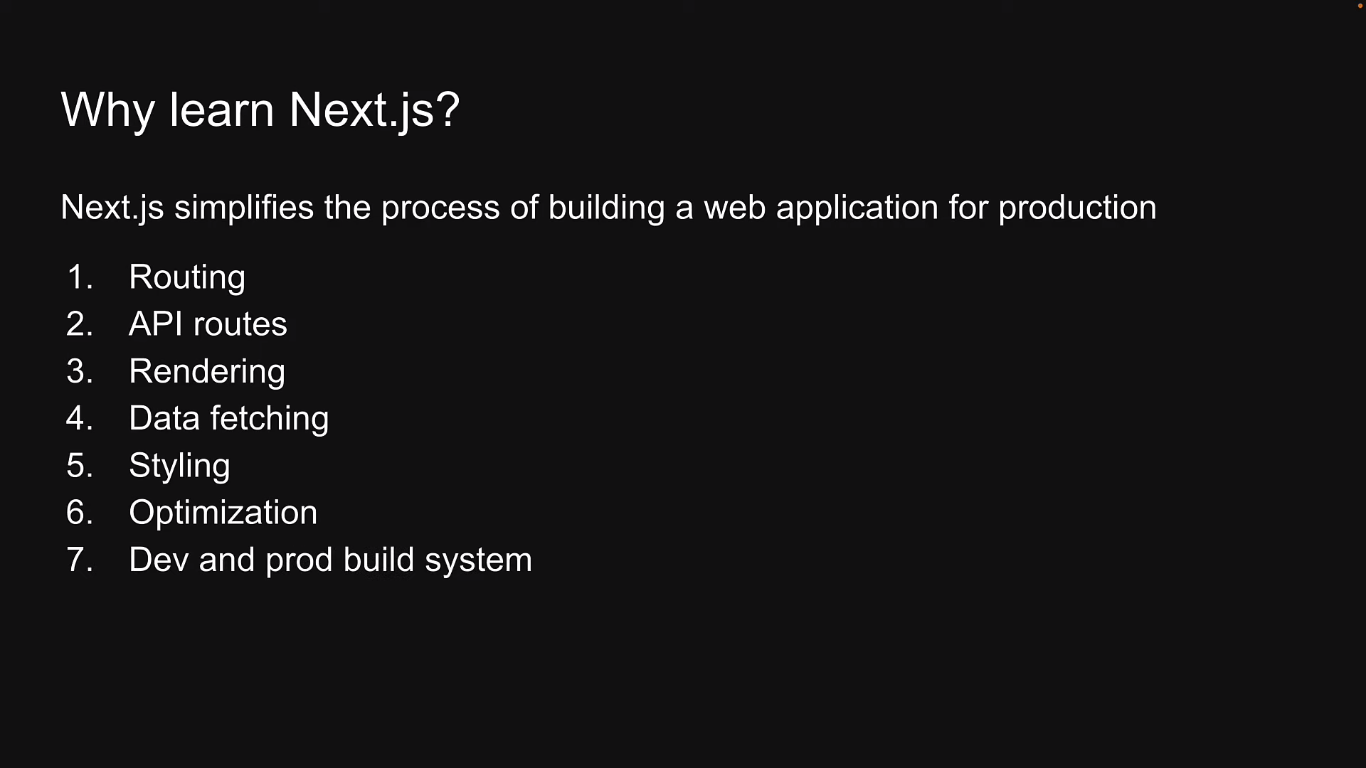 Why learn Next.js?
Next.js simplifies the process of building a web application for production
1. Routing
2. API routes
3. Rendering
4. Data fetching
5. Styling
6. Optimization
7. Dev and prod build system